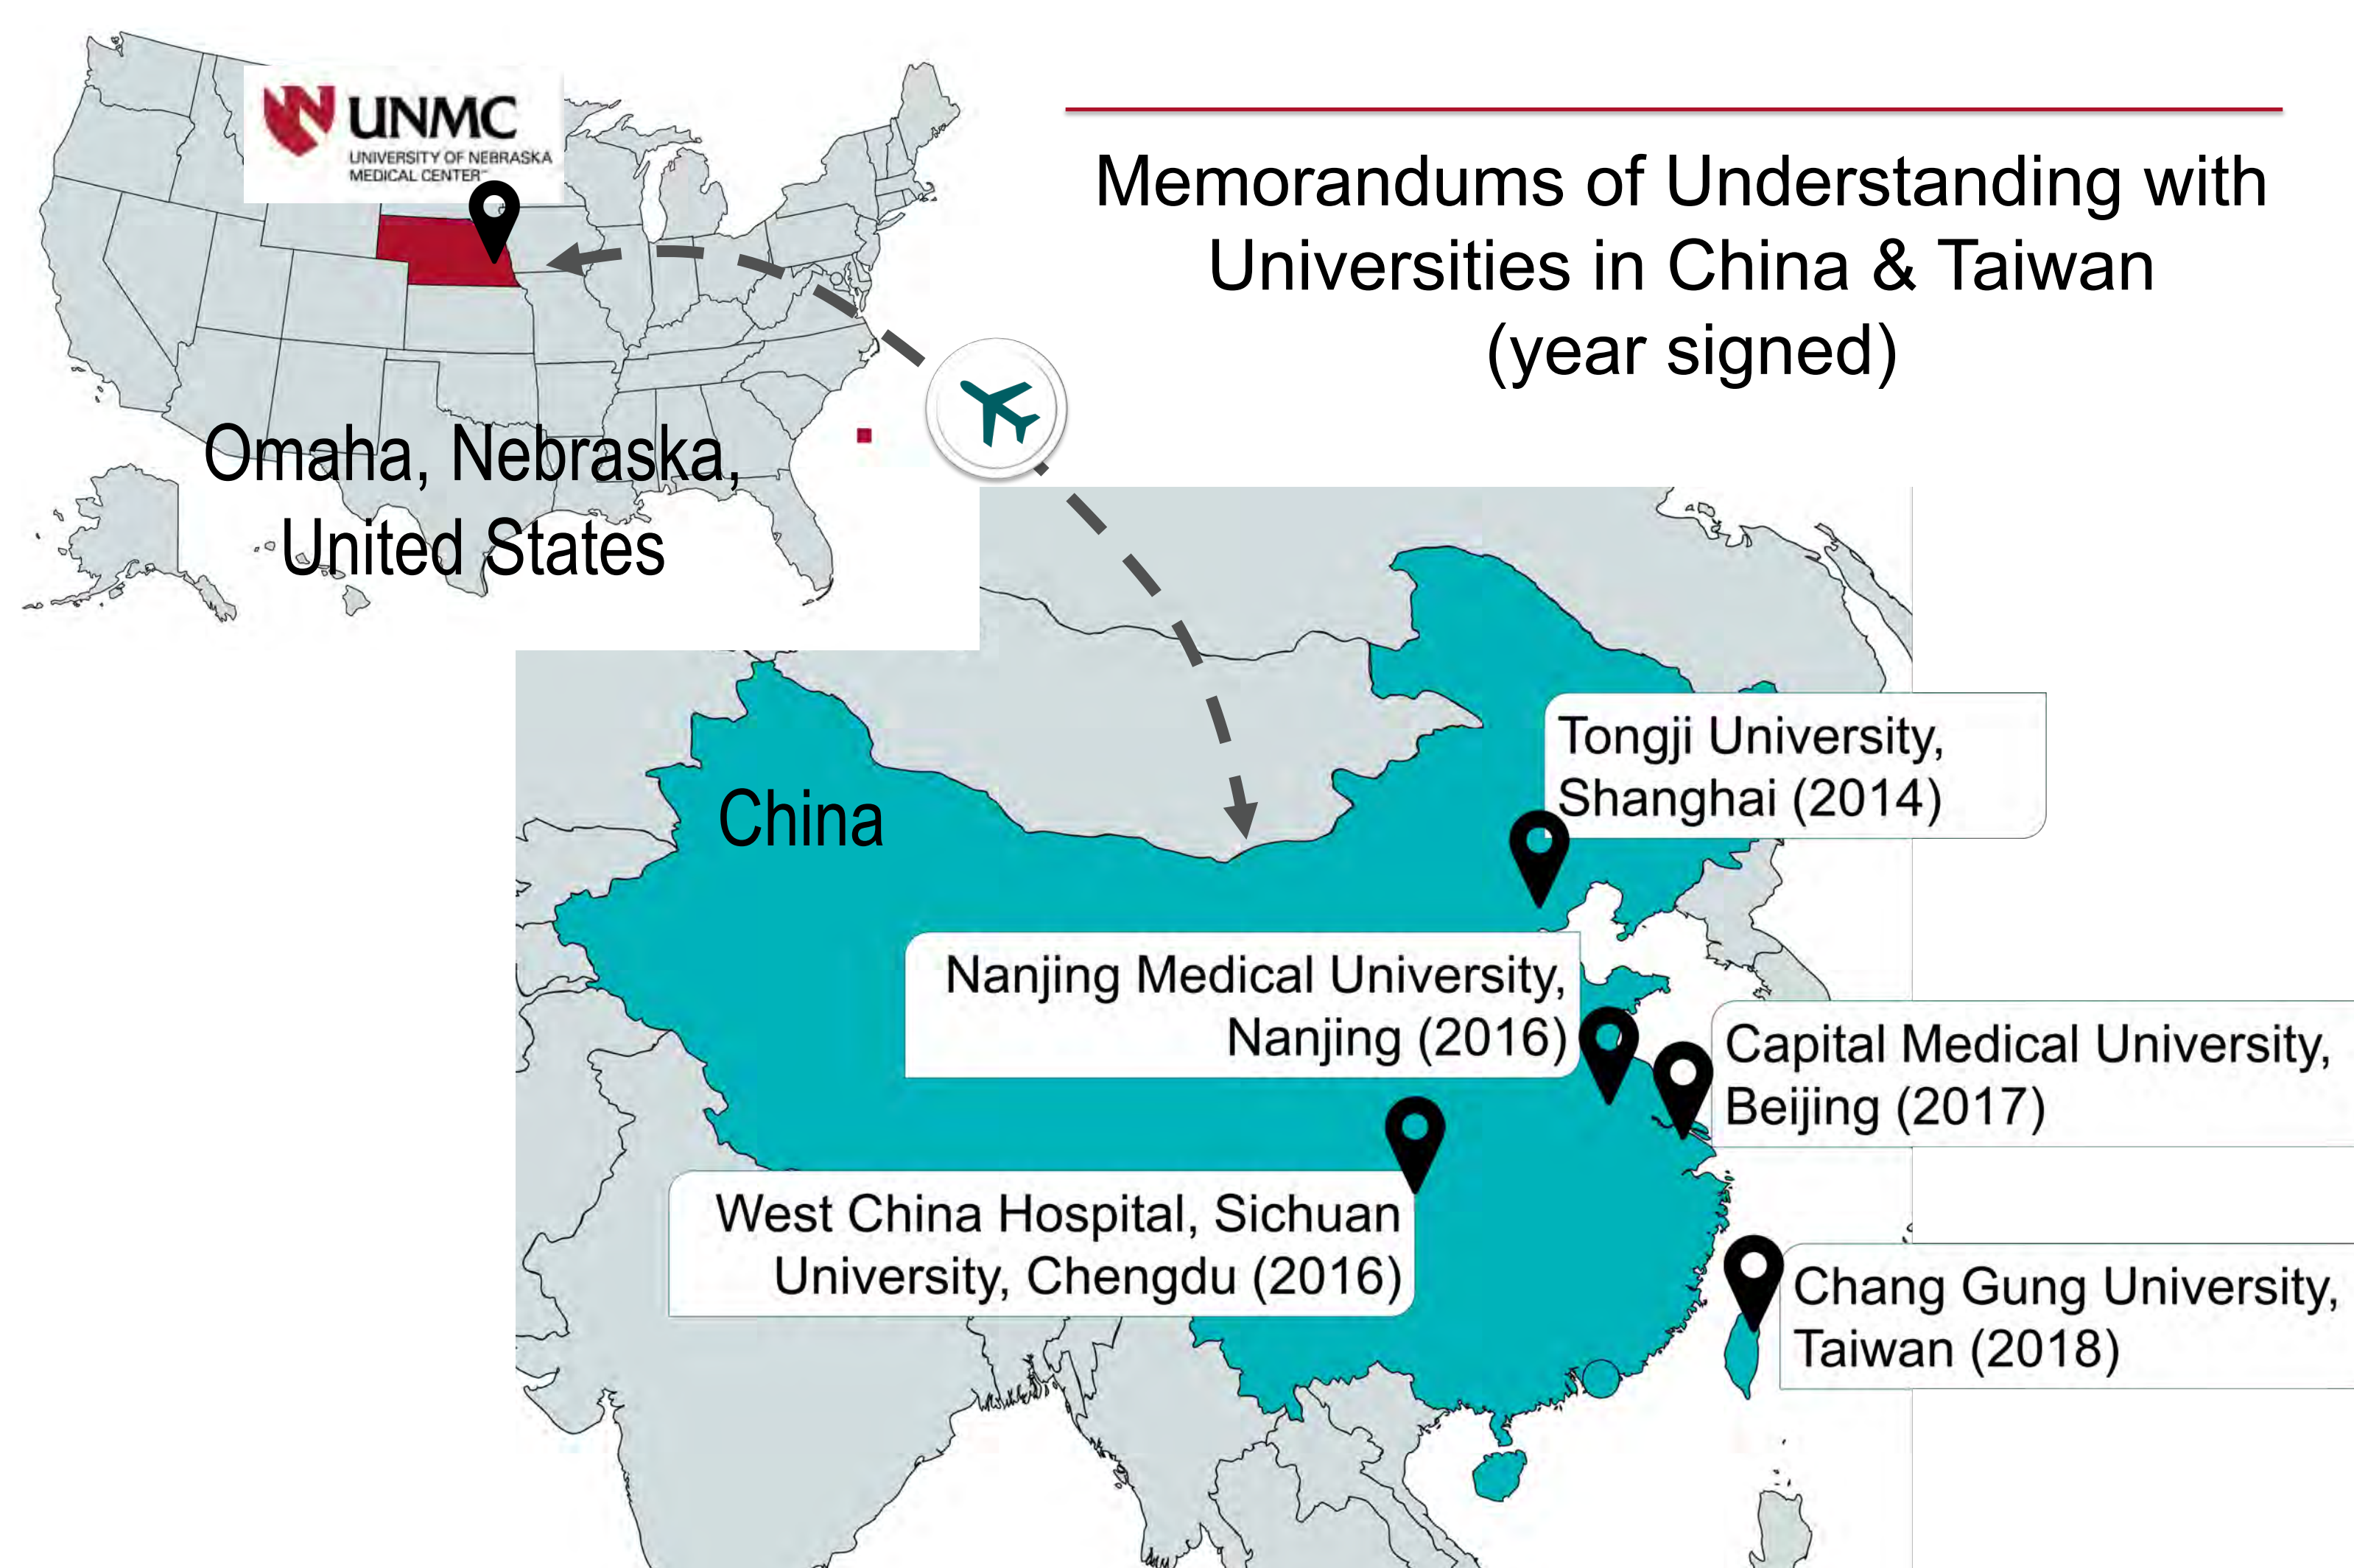 UNMC
UNIVERSITY OF NEBRASKA
MEDICAL CENTER™
Memorandums of Understanding with
Universities in China & Taiwan
(year signed)
Omaha, Nebraska,
United States
China
Tongji University,
Shanghai (2014)
Nanjing Medical University,
Nanjing (2016)
Capital Medical University,
Beijing (2017)
West China Hospital, Sichuan
University, Chengdu (2016)
Chang Gung University,
Taiwan (2018)